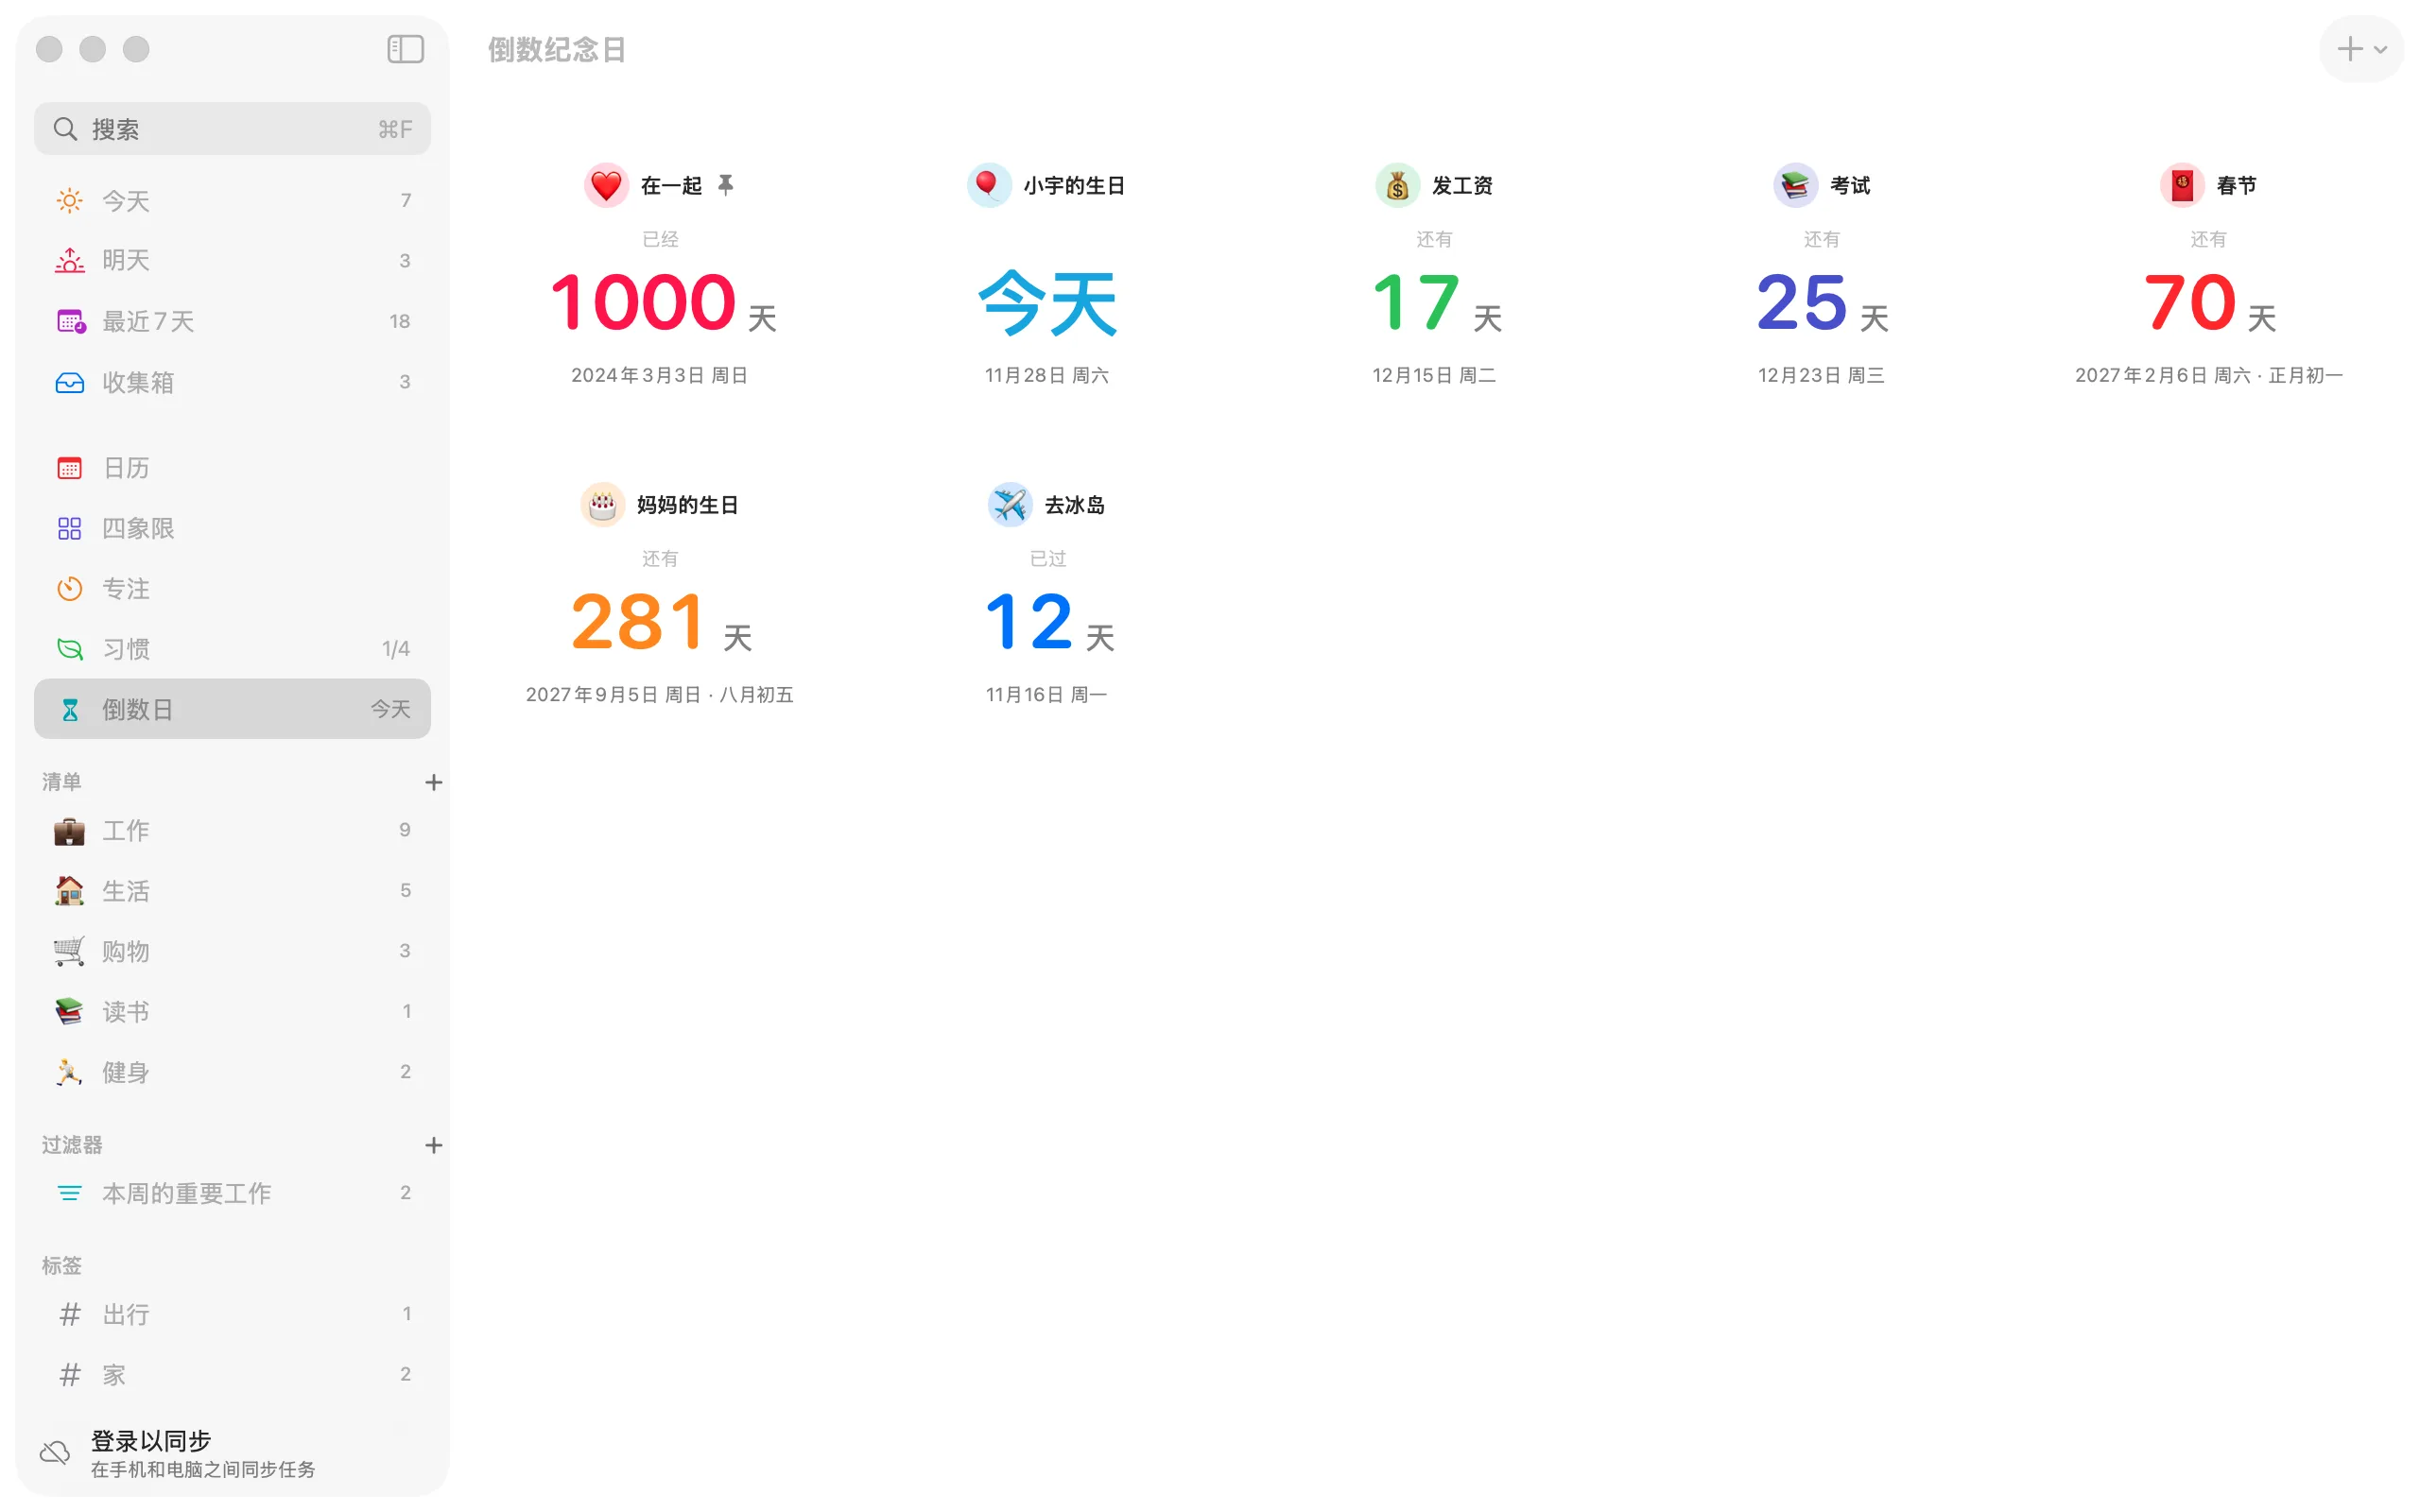 倒数纪念日
搜索 ⌘F
今天 7
明天 3
最近7天 18
收集箱 3
日历
四象限
专注
习惯 1/4
倒数日 今天
清单
工作 9
生活 5
购物 3
读书 1
健身 2
过滤器
本周的重要工作 2
标签
# 出行 1
# 家 2
登录以同步
在手机和电脑之间同步任务
在一起
已经
1000 天
2024年3月3日 周日
小宇的生日
今天
11月28日 周六
发工资
还有
17 天
12月15日 周二
考试
还有
25 天
12月23日 周三
春节
还有
70 天
2027年2月6日 周六 · 正月初一
妈妈的生日
还有
281 天
2027年9月5日 周日 · 八月初五
去冰岛
已过
12 天
11月16日 周一